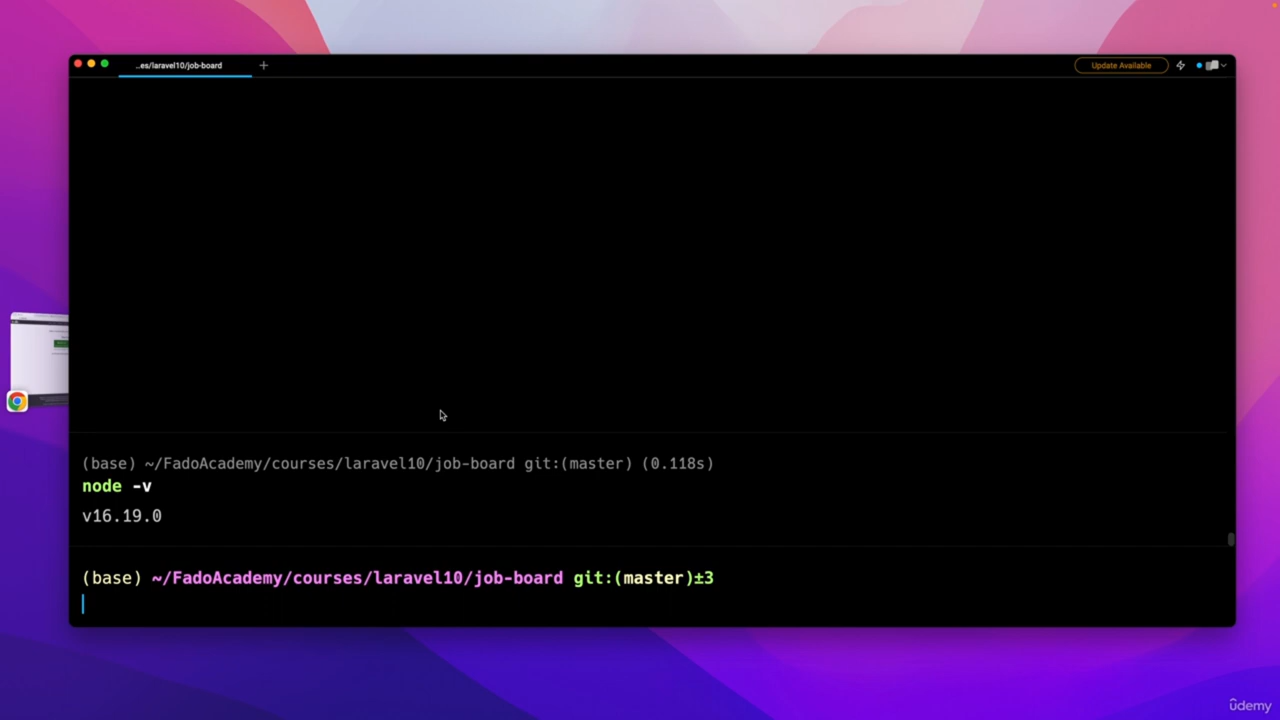 ..es/laravel10/job-board
Update Available
(base) ~/FadoAcademy/courses/laravel10/job-board git:(master) (0.118s)
node -v
v16.19.0
(base) ~/FadoAcademy/courses/laravel10/job-board git:(master)±3
udemy